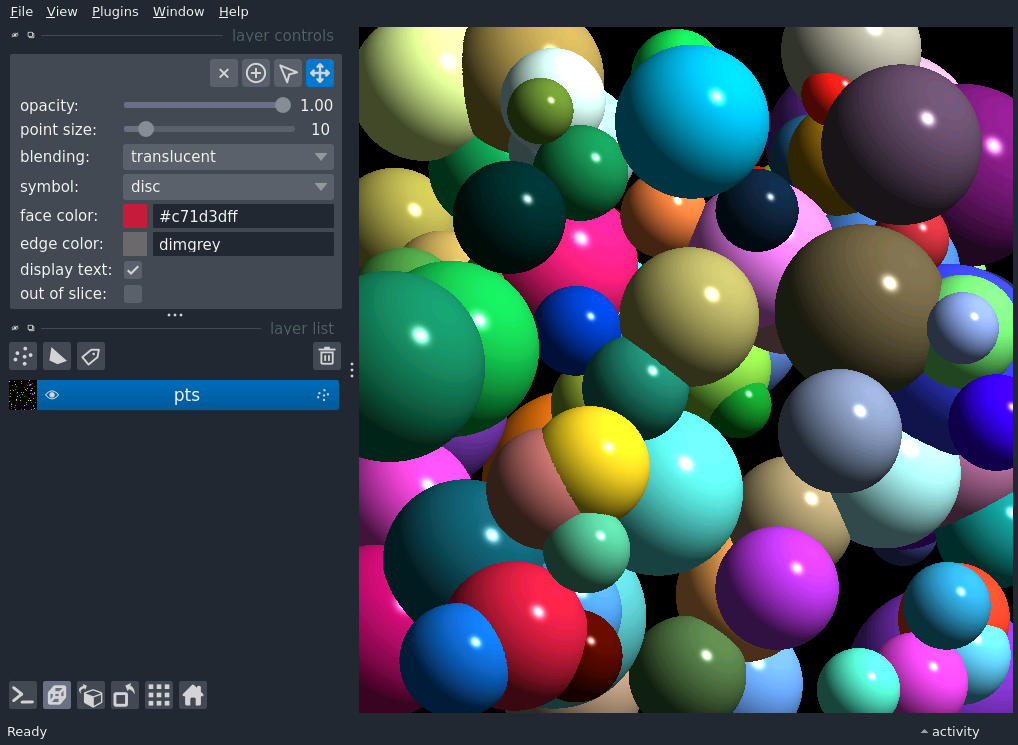 File View Plugins Window Help
layer controls
opacity: 1.00
point size: 10
blending: translucent
symbol: disc
face color: #c71d3dff
edge color: dimgrey
display text:
out of slice:
layer list
pts
Ready
activity